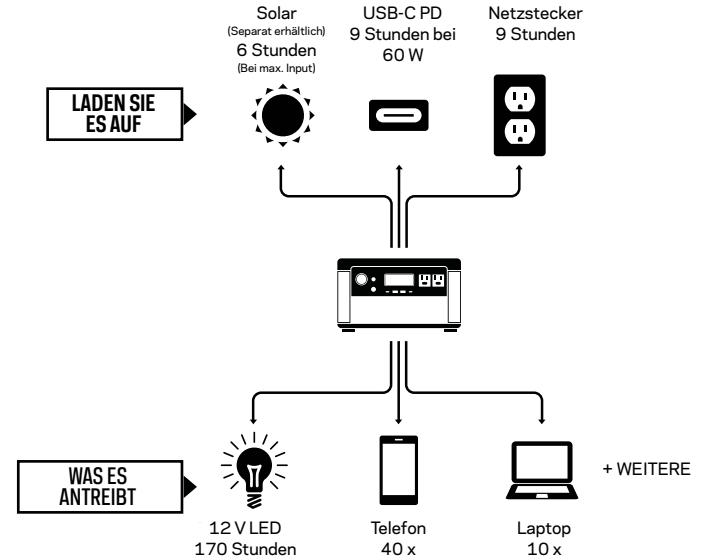 Solar
(Separat erhältlich)
6 Stunden
(Bei max. Input)
USB-C PD
9 Stunden bei
60 W
Netzstecker
9 Stunden
LADEN SIE
ES AUF
WAS ES
ANTREIBT
12 V LED
170 Stunden
Telefon
40 x
Laptop
10 x
+ WEITERE